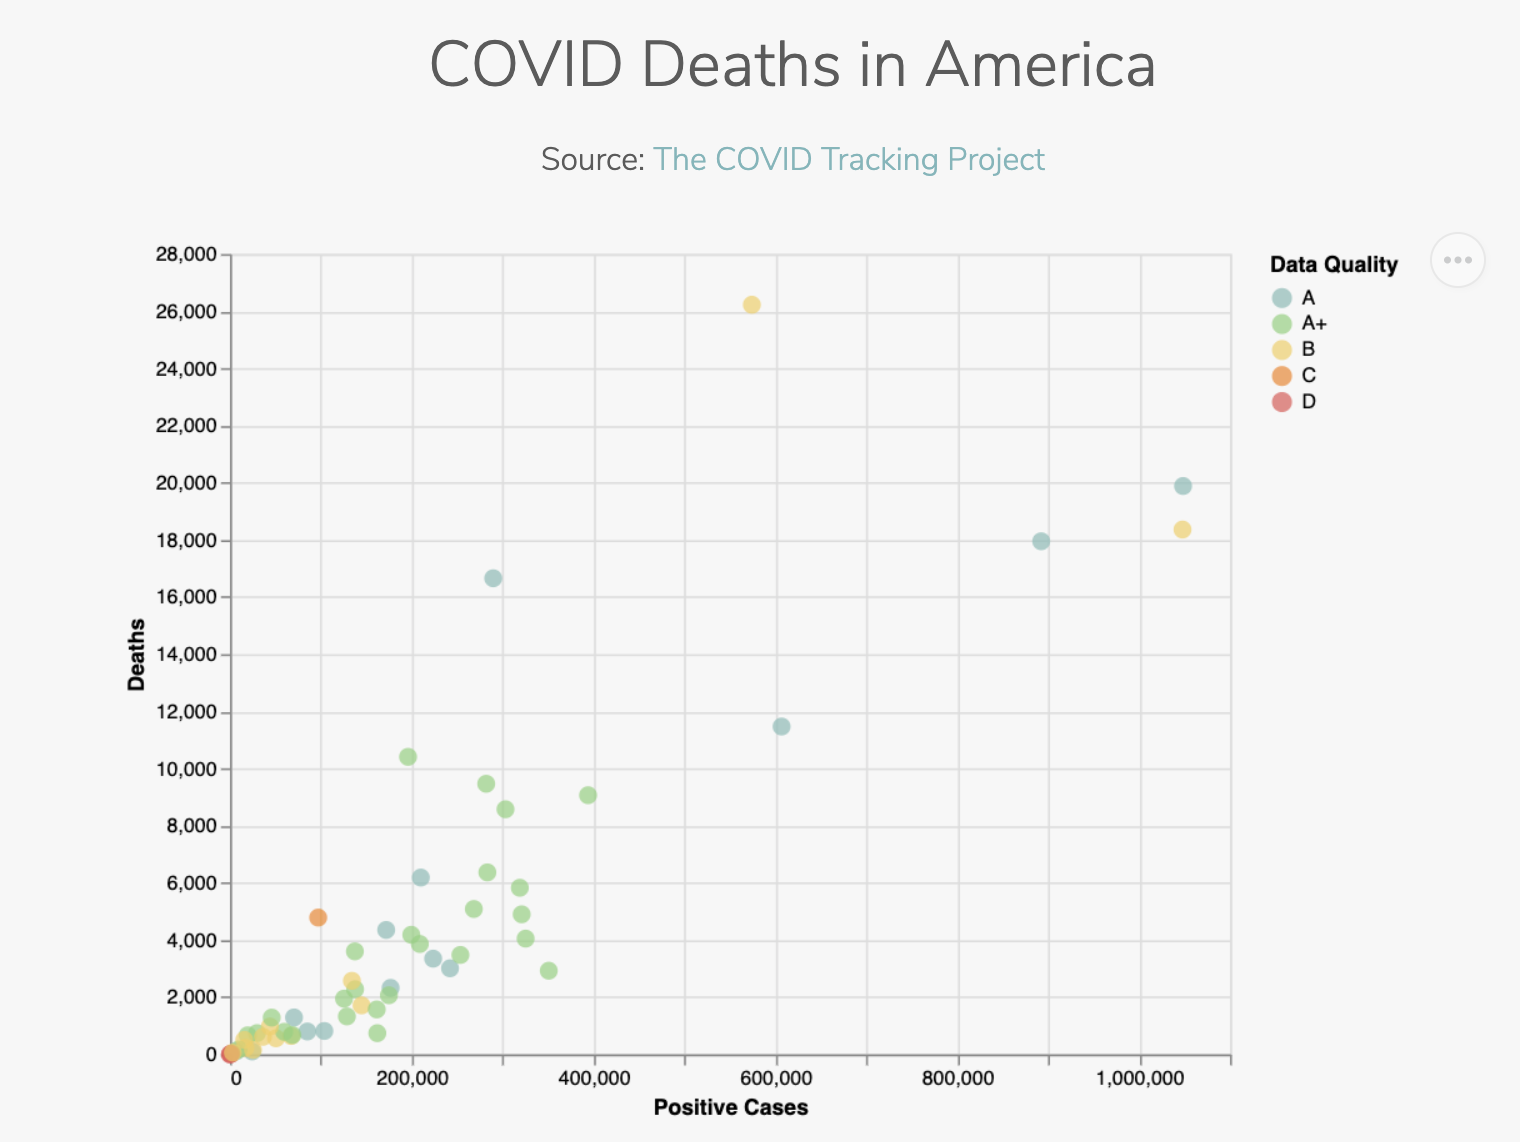 COVID Deaths in America
Source: The COVID Tracking Project
28,000
26,000
24,000
22,000
20,000
18,000
16,000
14,000
12,000
10,000
8,000
6,000
4,000
2,000
0
Deaths
0 200,000 400,000 600,000 800,000 1,000,000
Positive Cases
Data Quality
A
A+
B
C
D